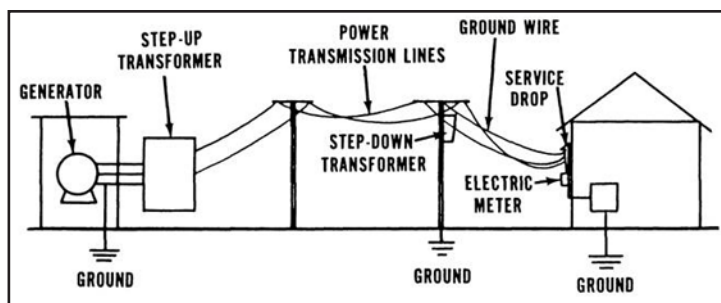 STEP-UP
TRANSFORMER
GENERATOR
POWER
TRANSMISSION LINES
GROUND WIRE
SERVICE
DROP
STEP-DOWN
TRANSFORMER
ELECTRIC
METER
GROUND
GROUND
GROUND